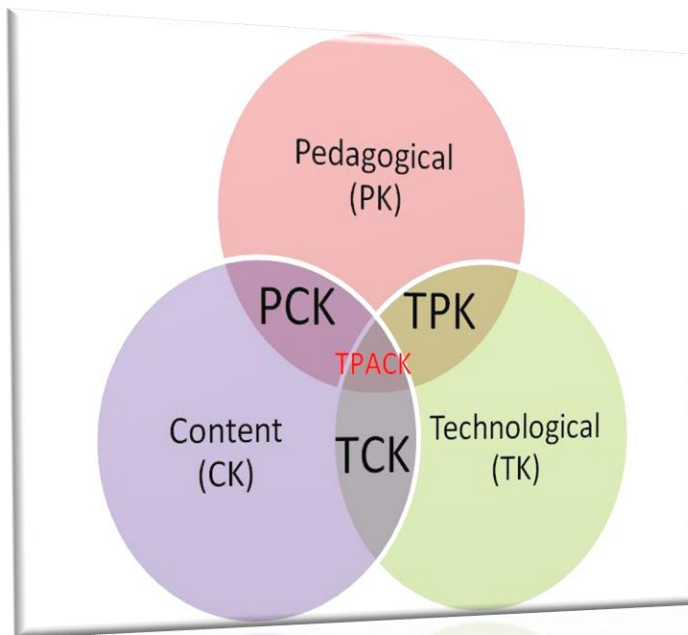 Pedagogical
(PK)
PCK
TPK
TPACK
Content
(CK)
TCK
Technological
(TK)